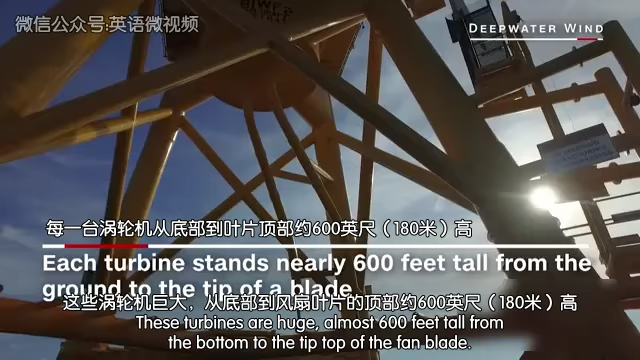 微信公众号:英语微视频
DEEPWATER WIND
每一台涡轮机从底部到叶片顶部约600英尺（180米）高
Each turbine stands nearly 600 feet tall from the
ground to the tip of a blade
这些涡轮机巨大，从底部到风扇叶片的顶部约600英尺（180米）高
These turbines are huge, almost 600 feet tall from
the bottom to the tip top of the fan blade.